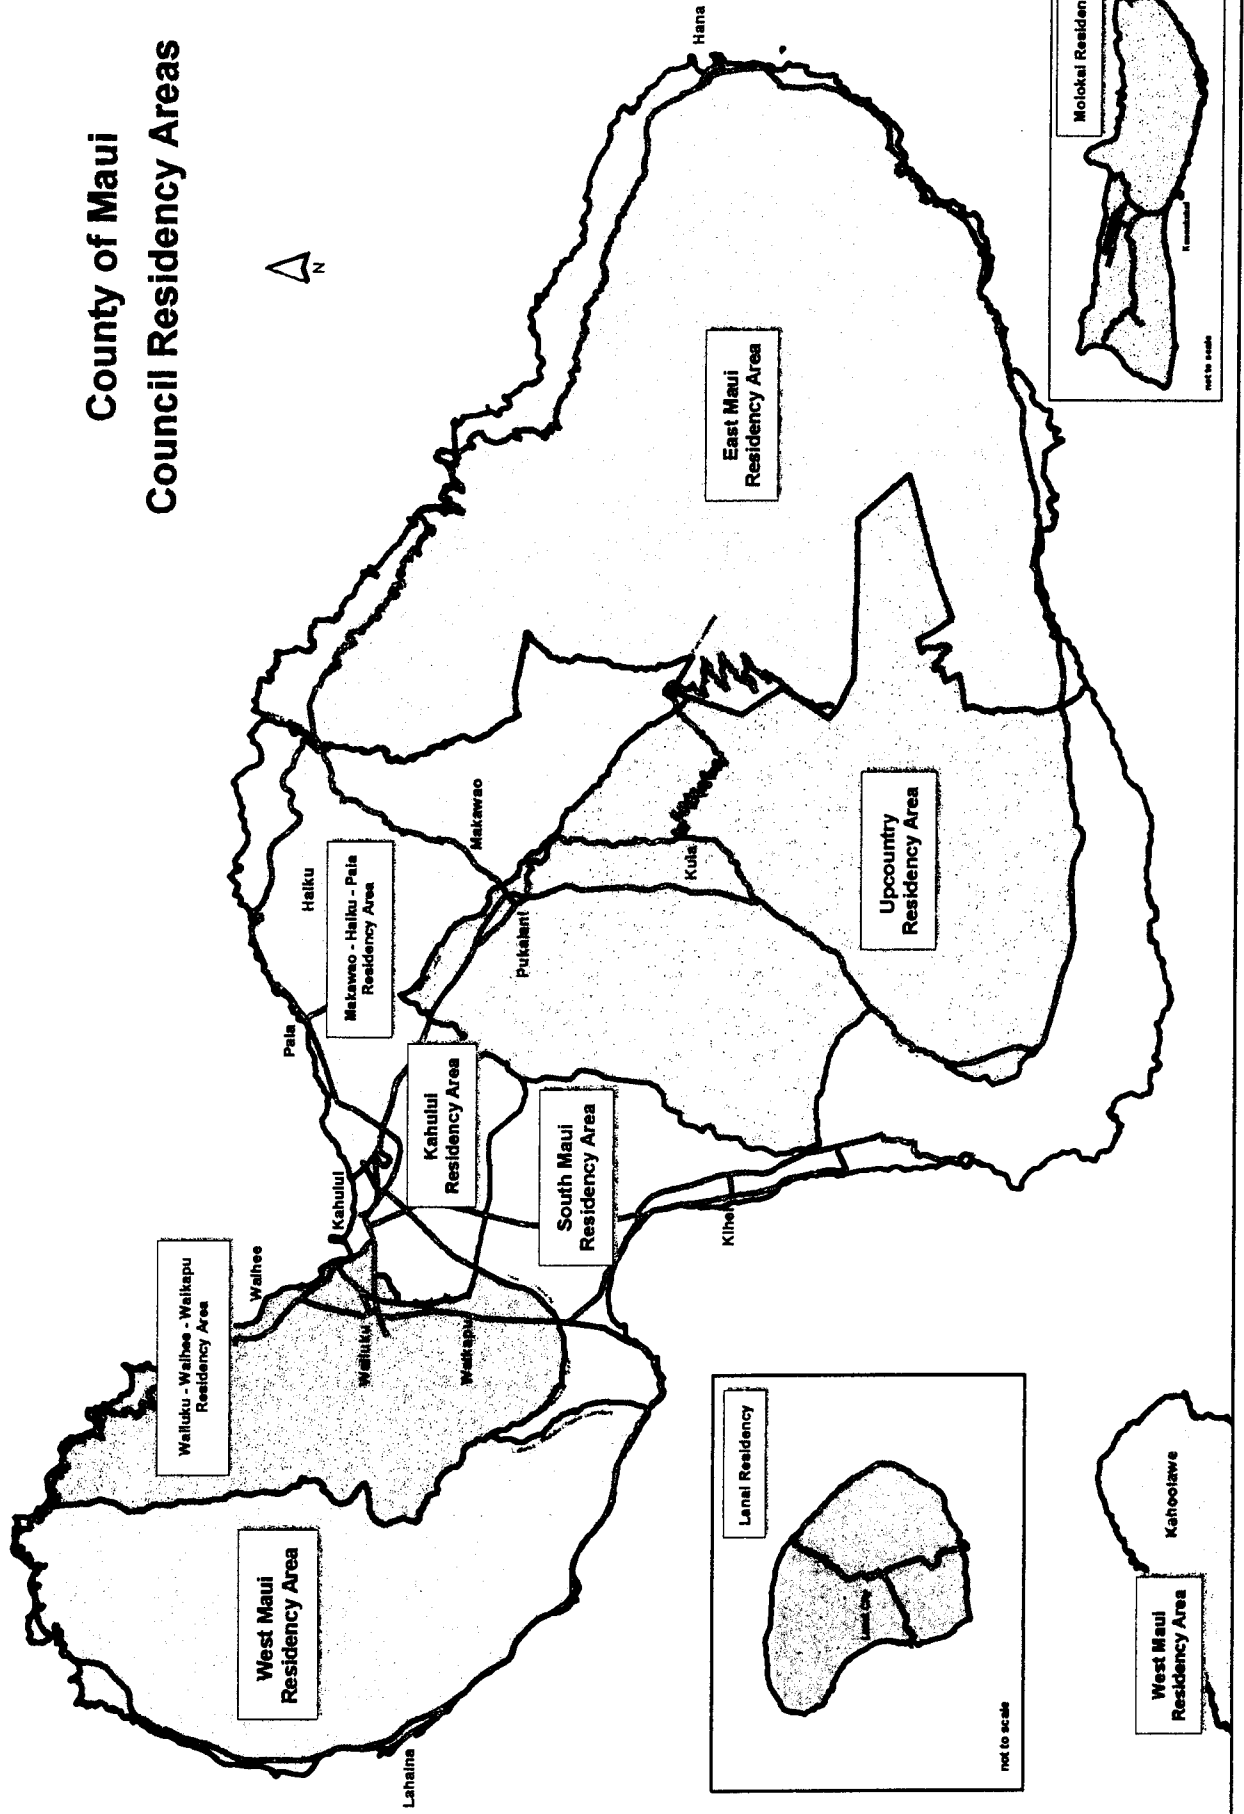 County of Maui
Council Residency Areas
N
Hana
Molokai Residen
not to scale
East Maui
Residency Area
Makawao
Haiku
Makawao - Haiku - Paia
Residency Area
Paia
Pukalani
Kula
Upcountry
Residency Area
Kahului
Residency Area
South Maui
Residency Area
Kahului
Kihei
Wailuku - Waihee - Waikapu
Residency Area
Waihee
Wailuku
Waikapu
West Maui
Residency Area
Lahaina
Lanai Residency
Lanai City
not to scale
Kahoolawe
West Maui
Residency Area